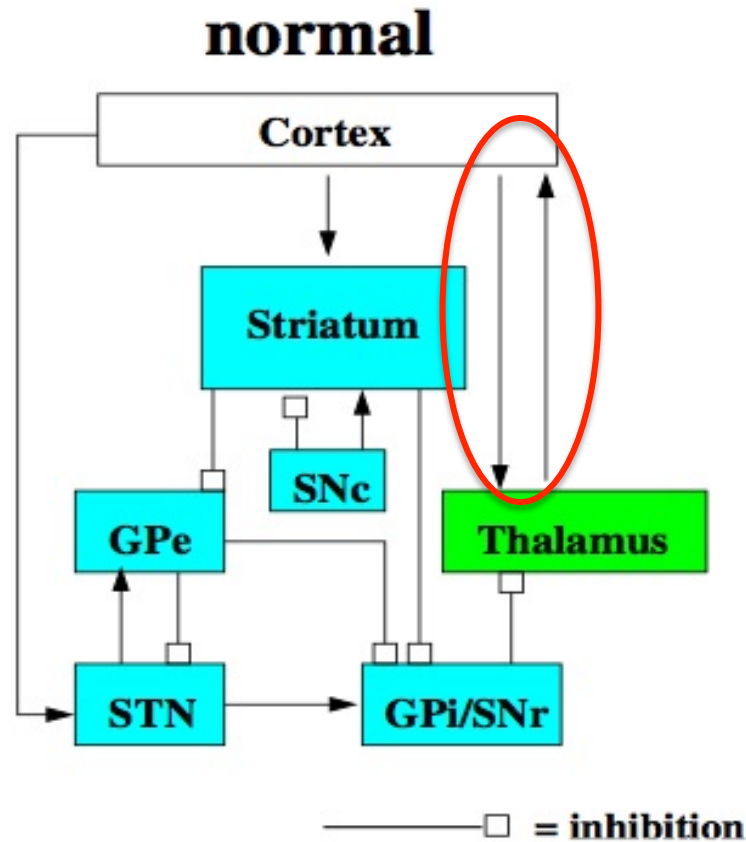 normal
Cortex
Striatum
SNc
GPe
Thalamus
STN
GPi/SNr
= inhibition